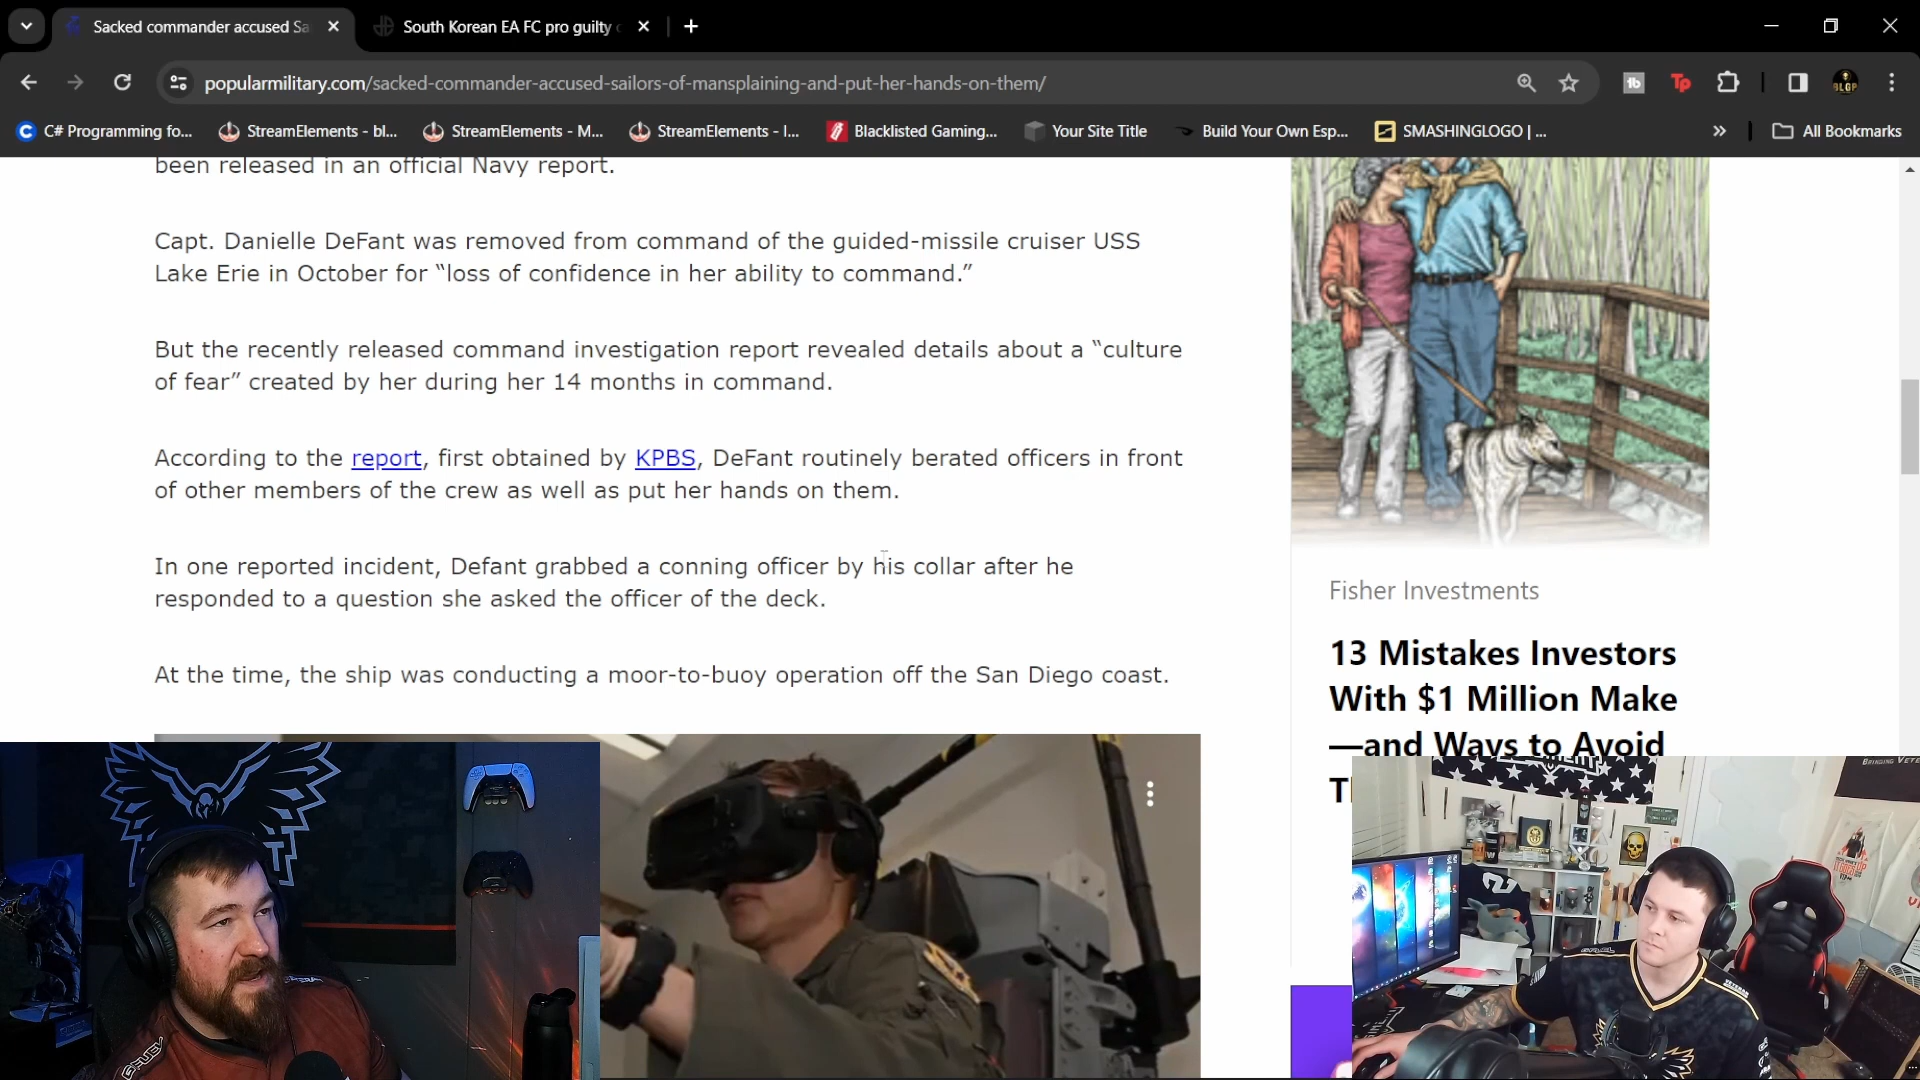 Sacked commander accused Sa
South Korean EA FC pro guilty
popularmilitary.com/sacked-commander-accused-sailors-of-mansplaining-and-put-her-hands-on-them/
tb
Tp
BLGP
C# Programming fo...
StreamElements - bl...
StreamElements - M...
StreamElements - I...
Blacklisted Gaming...
Your Site Title
Build Your Own Esp...
SMASHINGLOGO | ...
All Bookmarks
been released in an official Navy report.
Capt. Danielle DeFant was removed from command of the guided-missile cruiser USS
Lake Erie in October for “loss of confidence in her ability to command.”
But the recently released command investigation report revealed details about a “culture
of fear” created by her during her 14 months in command.
According to the report, first obtained by KPBS, DeFant routinely berated officers in front
of other members of the crew as well as put her hands on them.
In one reported incident, Defant grabbed a conning officer by his collar after he
responded to a question she asked the officer of the deck.
At the time, the ship was conducting a moor-to-buoy operation off the San Diego coast.
Fisher Investments
13 Mistakes Investors
With $1 Million Make
—and Ways to Avoid